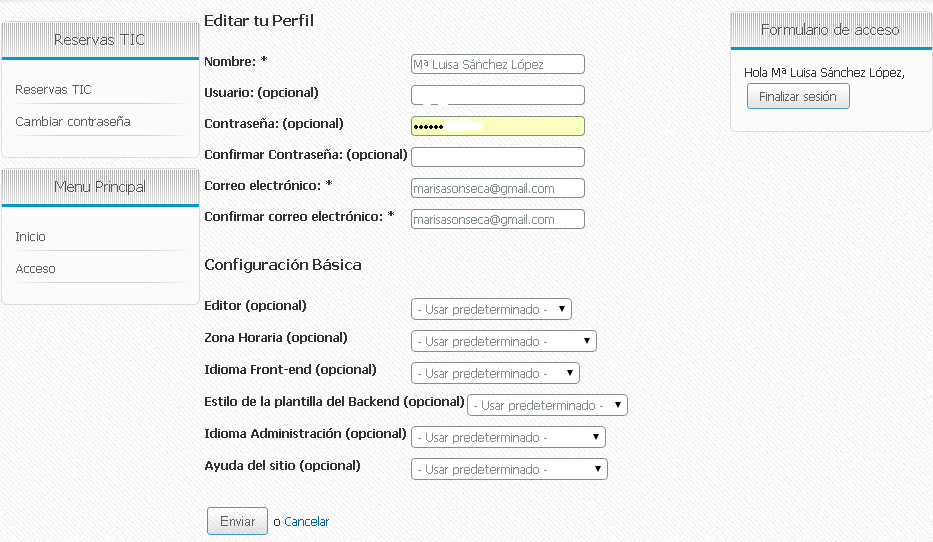 Reservas TIC
Reservas TIC
Cambiar contraseña
Menu Principal
Inicio
Acceso
Editar tu Perfil
Nombre: * Mª Luisa Sánchez López
Usuario: (opcional)
Contraseña: (opcional) ••••••
Confirmar Contraseña: (opcional)
Correo electrónico: * marisasonseca@gmail.com
Confirmar correo electrónico: * marisasonseca@gmail.com
Configuración Básica
Editor (opcional) - Usar predeterminado -
Zona Horaria (opcional) - Usar predeterminado -
Idioma Front-end (opcional) - Usar predeterminado -
Estilo de la plantilla del Backend (opcional) - Usar predeterminado -
Idioma Administración (opcional) - Usar predeterminado -
Ayuda del sitio (opcional) - Usar predeterminado -
Enviar o Cancelar
Formulario de acceso
Hola Mª Luisa Sánchez López,
Finalizar sesión